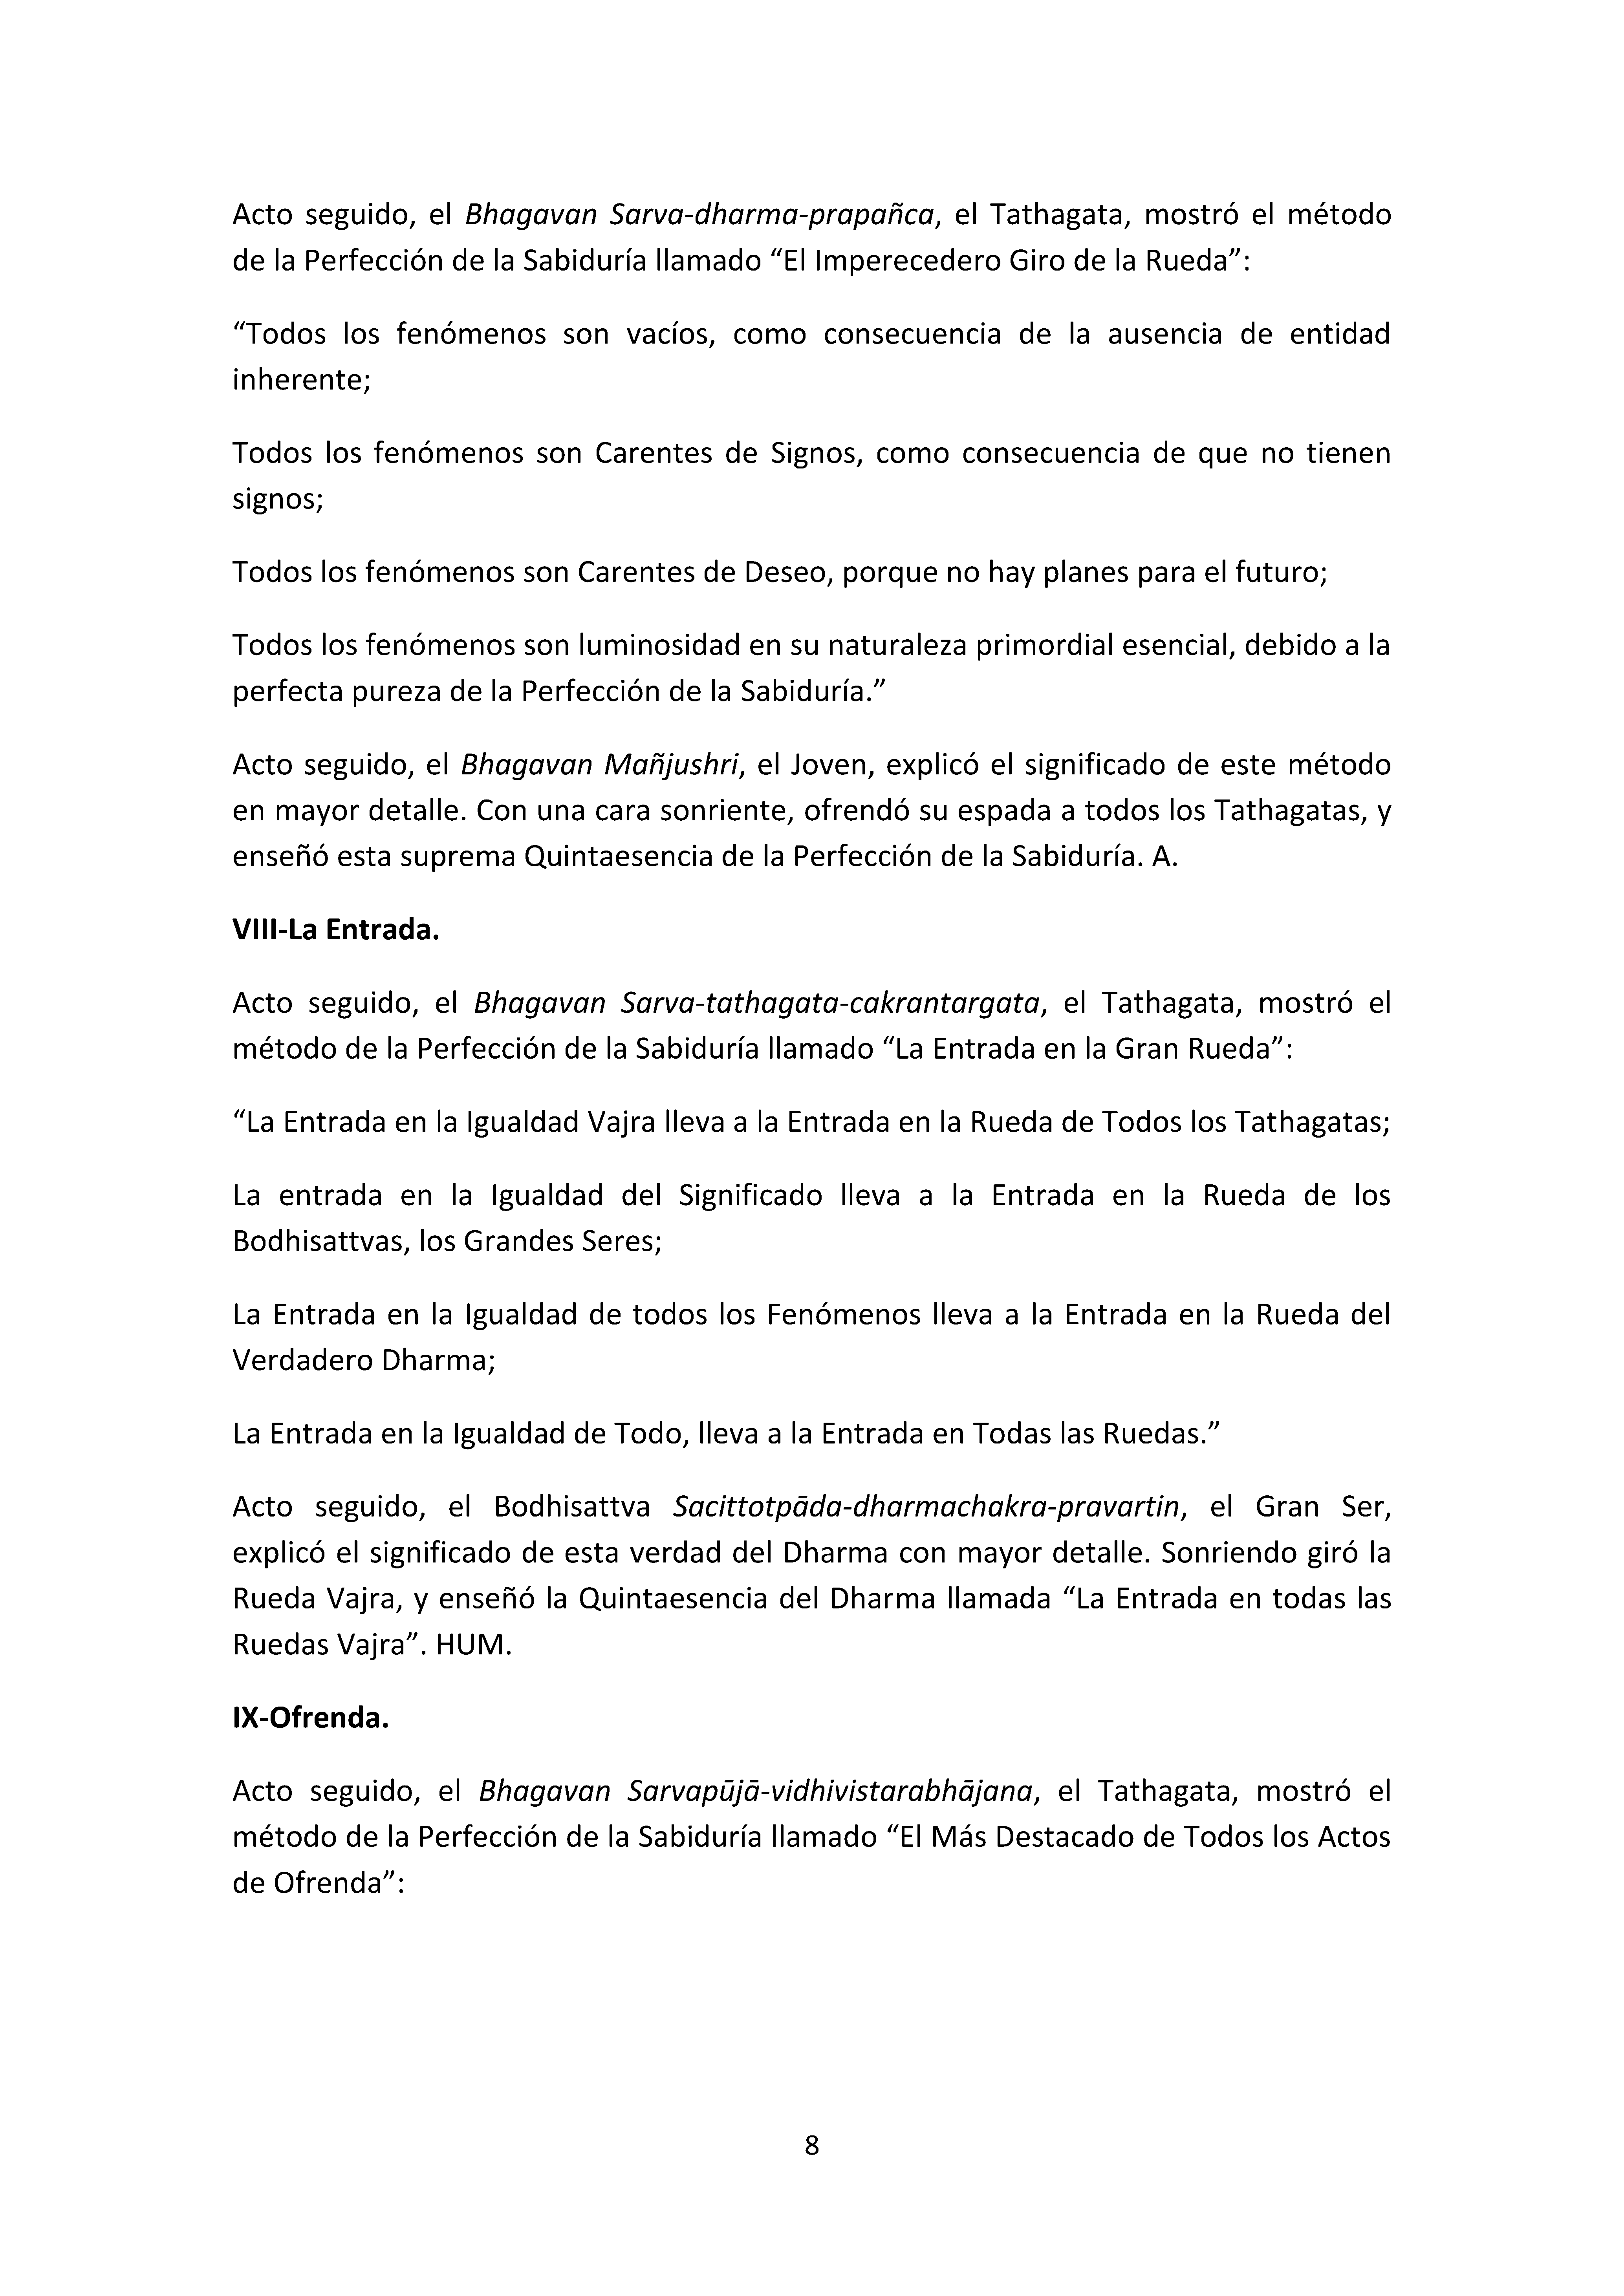 Acto seguido, el Bhagavan Sarva-dharma-prapañca, el Tathagata, mostró el método
de la Perfección de la Sabiduría llamado “El Imperecedero Giro de la Rueda”:
“Todos los fenómenos son vacíos, como consecuencia de la ausencia de entidad
inherente;
Todos los fenómenos son Carentes de Signos, como consecuencia de que no tienen
signos;
Todos los fenómenos son Carentes de Deseo, porque no hay planes para el futuro;
Todos los fenómenos son luminosidad en su naturaleza primordial esencial, debido a la
perfecta pureza de la Perfección de la Sabiduría.”
Acto seguido, el Bhagavan Mañjushri, el Joven, explicó el significado de este método
en mayor detalle. Con una cara sonriente, ofrendó su espada a todos los Tathagatas, y
enseñó esta suprema Quintaesencia de la Perfección de la Sabiduría. A.
VIII-La Entrada.
Acto seguido, el Bhagavan Sarva-tathagata-cakrantargata, el Tathagata, mostró el
método de la Perfección de la Sabiduría llamado “La Entrada en la Gran Rueda”:
“La Entrada en la Igualdad Vajra lleva a la Entrada en la Rueda de Todos los Tathagatas;
La entrada en la Igualdad del Significado lleva a la Entrada en la Rueda de los
Bodhisattvas, los Grandes Seres;
La Entrada en la Igualdad de todos los Fenómenos lleva a la Entrada en la Rueda del
Verdadero Dharma;
La Entrada en la Igualdad de Todo, lleva a la Entrada en Todas las Ruedas.”
Acto seguido, el Bodhisattva Sacittotpāda-dharmachakra-pravartin, el Gran Ser,
explicó el significado de esta verdad del Dharma con mayor detalle. Sonriendo giró la
Rueda Vajra, y enseñó la Quintaesencia del Dharma llamada “La Entrada en todas las
Ruedas Vajra”. HUM.
IX-Ofrenda.
Acto seguido, el Bhagavan Sarvapūjā-vidhivistarabhājana, el Tathagata, mostró el
método de la Perfección de la Sabiduría llamado “El Más Destacado de Todos los Actos
de Ofrenda”:
8